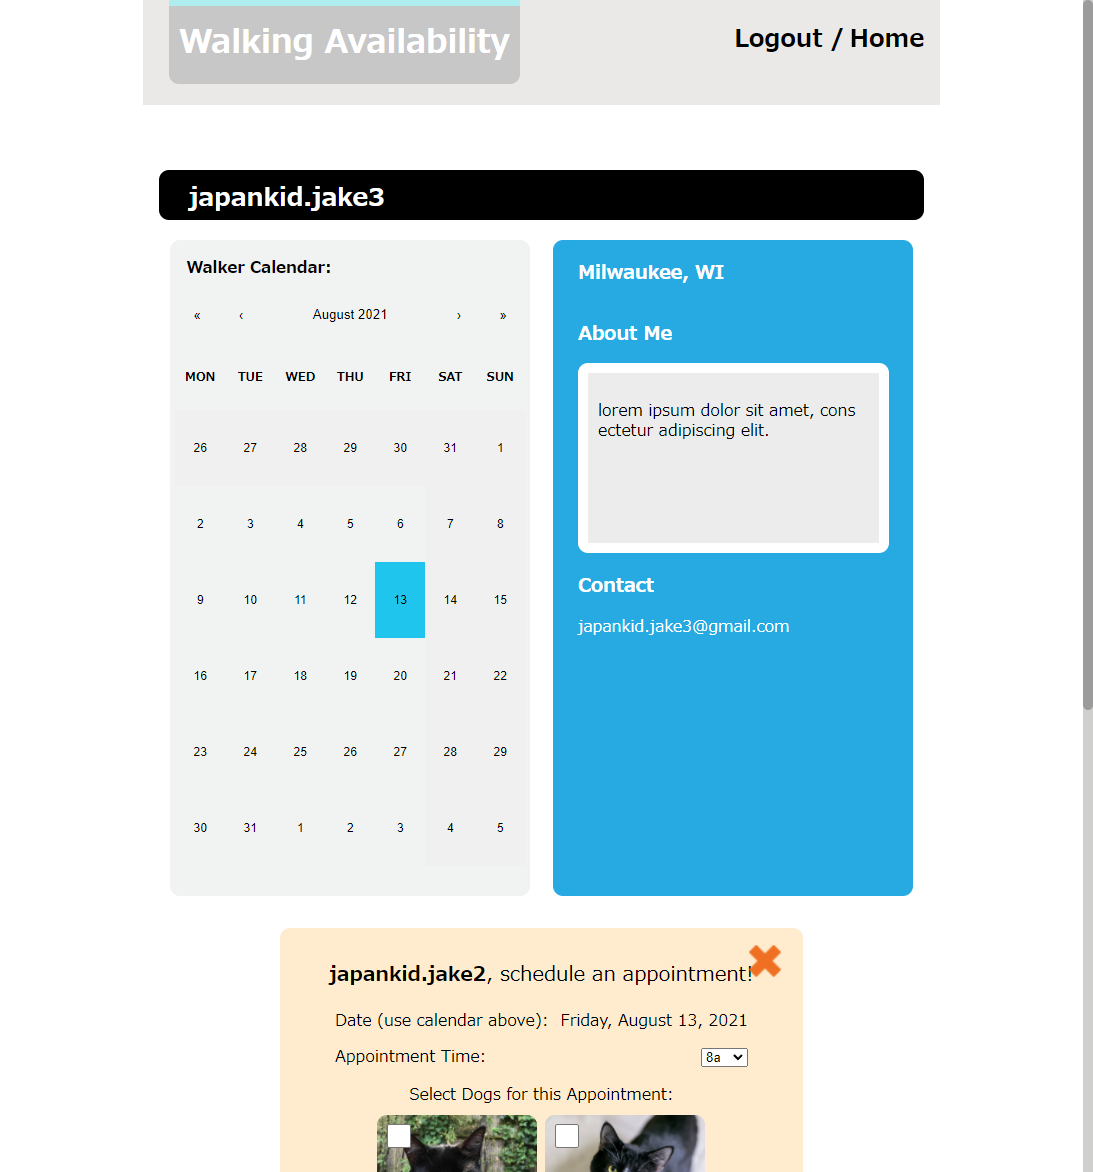 Walking Availability
Logout / Home
japankid.jake3
Walker Calendar:
« ‹ August 2021 › »
MON TUE WED THU FRI SAT SUN
26 27 28 29 30 31 1
2 3 4 5 6 7 8
9 10 11 12 13 14 15
16 17 18 19 20 21 22
23 24 25 26 27 28 29
30 31 1 2 3 4 5
Milwaukee, WI
About Me
lorem ipsum dolor sit amet, cons
ectetur adipiscing elit.
Contact
japankid.jake3@gmail.com
japankid.jake2, schedule an appointment!
Date (use calendar above): Friday, August 13, 2021
Appointment Time: 8a
Select Dogs for this Appointment: